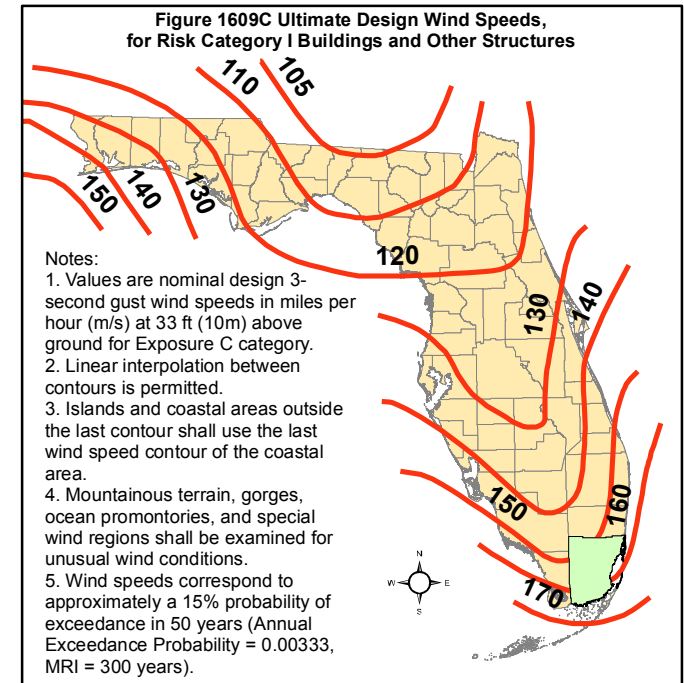 Figure 1609C Ultimate Design Wind Speeds,
for Risk Category I Buildings and Other Structures
105
110
150
140
130
120
130
140
150
160
170
Notes:
1. Values are nominal design 3-
second gust wind speeds in miles per
hour (m/s) at 33 ft (10m) above
ground for Exposure C category.
2. Linear interpolation between
contours is permitted.
3. Islands and coastal areas outside
the last contour shall use the last
wind speed contour of the coastal
area.
4. Mountainous terrain, gorges,
ocean promontories, and special
wind regions shall be examined for
unusual wind conditions.
5. Wind speeds correspond to
approximately a 15% probability of
exceedance in 50 years (Annual
Exceedance Probability = 0.00333,
MRI = 300 years).
N
W E
S